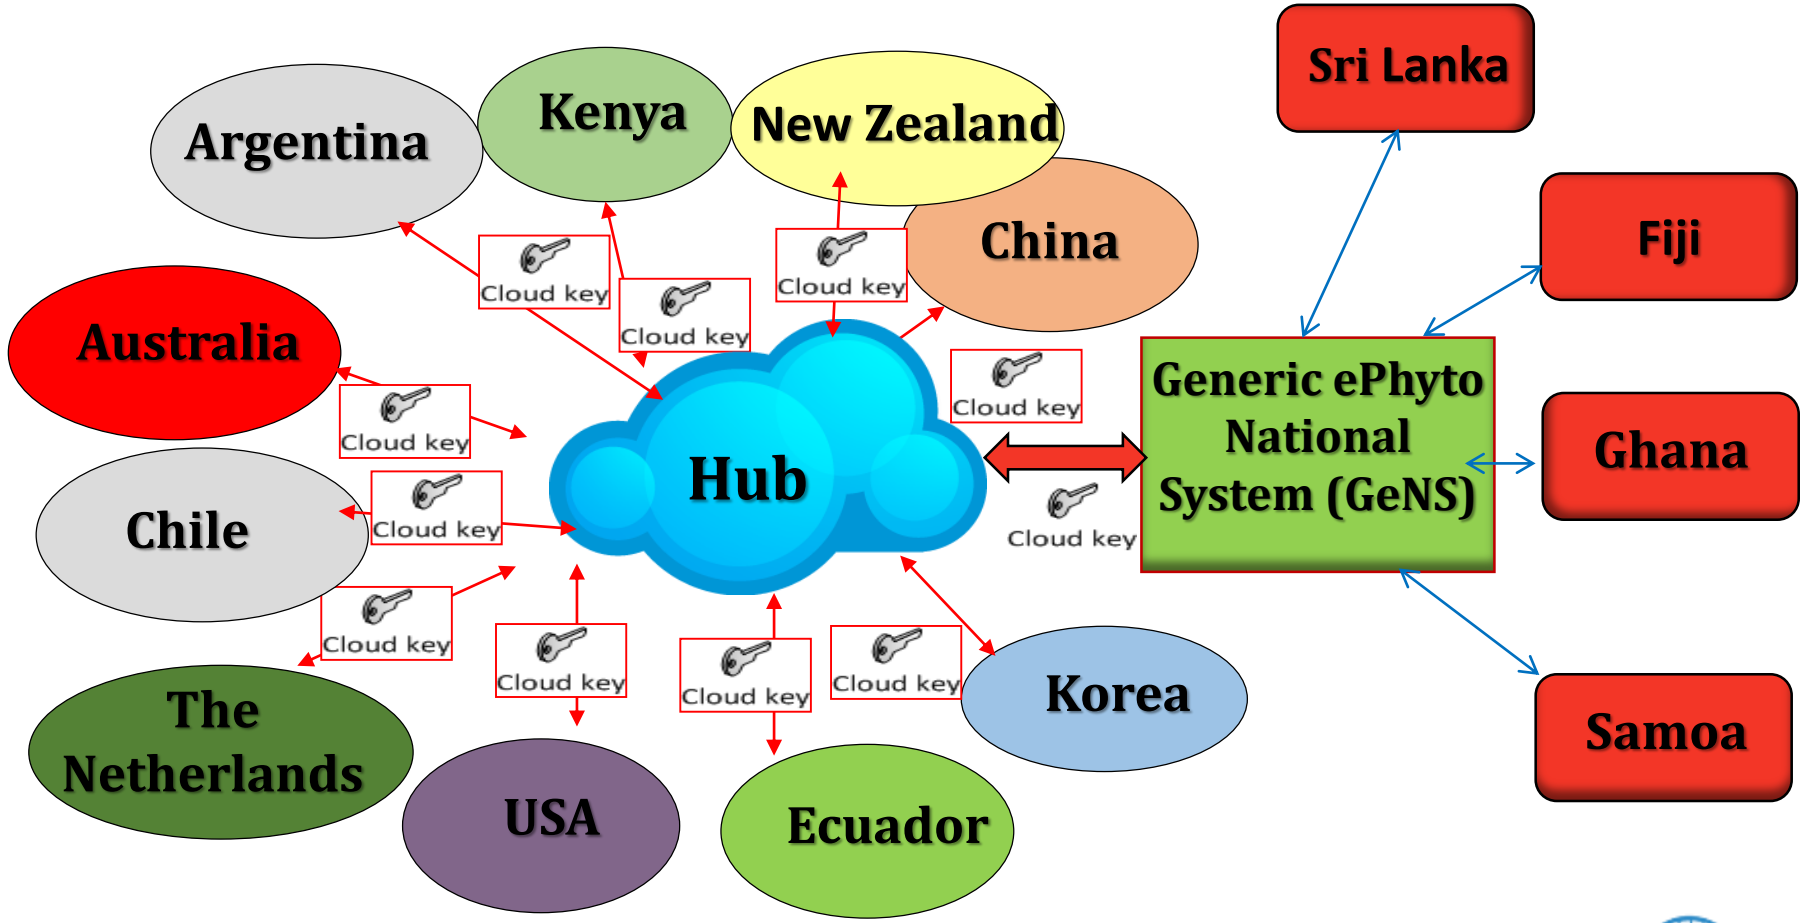 Sri Lanka
Kenya
New Zealand
Argentina
Fiji
China
Cloud key
Cloud key
Cloud key
Australia
Cloud key
Cloud key
Generic ePhyto
National
System (GeNS)
Ghana
Hub
Cloud key
Chile
Cloud key
Cloud key
Cloud key
Cloud key
Cloud key
The
Netherlands
Korea
Samoa
USA
Ecuador